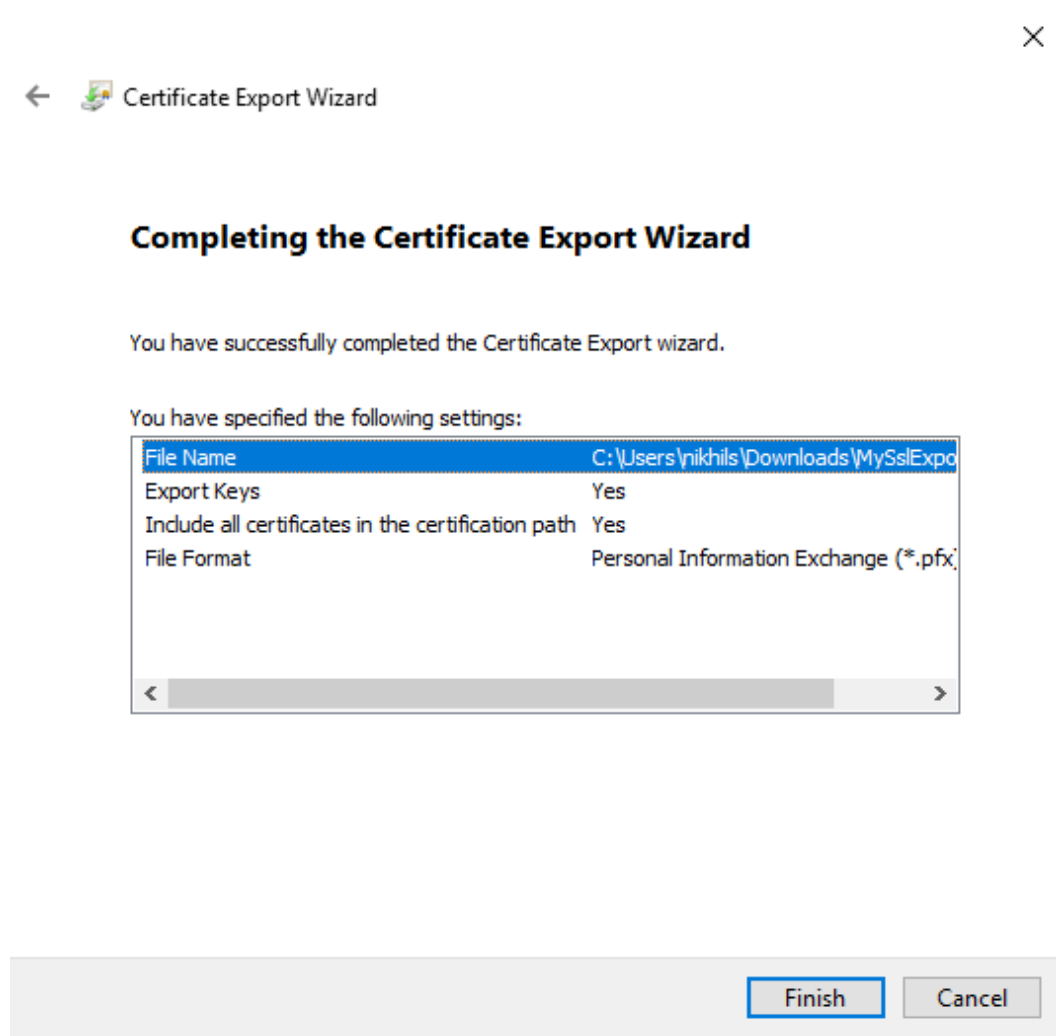 Certificate Export Wizard
Completing the Certificate Export Wizard
You have successfully completed the Certificate Export wizard.
You have specified the following settings:
File Name C:\Users\nikhils\Downloads\MySslExpo
Export Keys Yes
Include all certificates in the certification path Yes
File Format Personal Information Exchange (*.pfx)
Finish Cancel